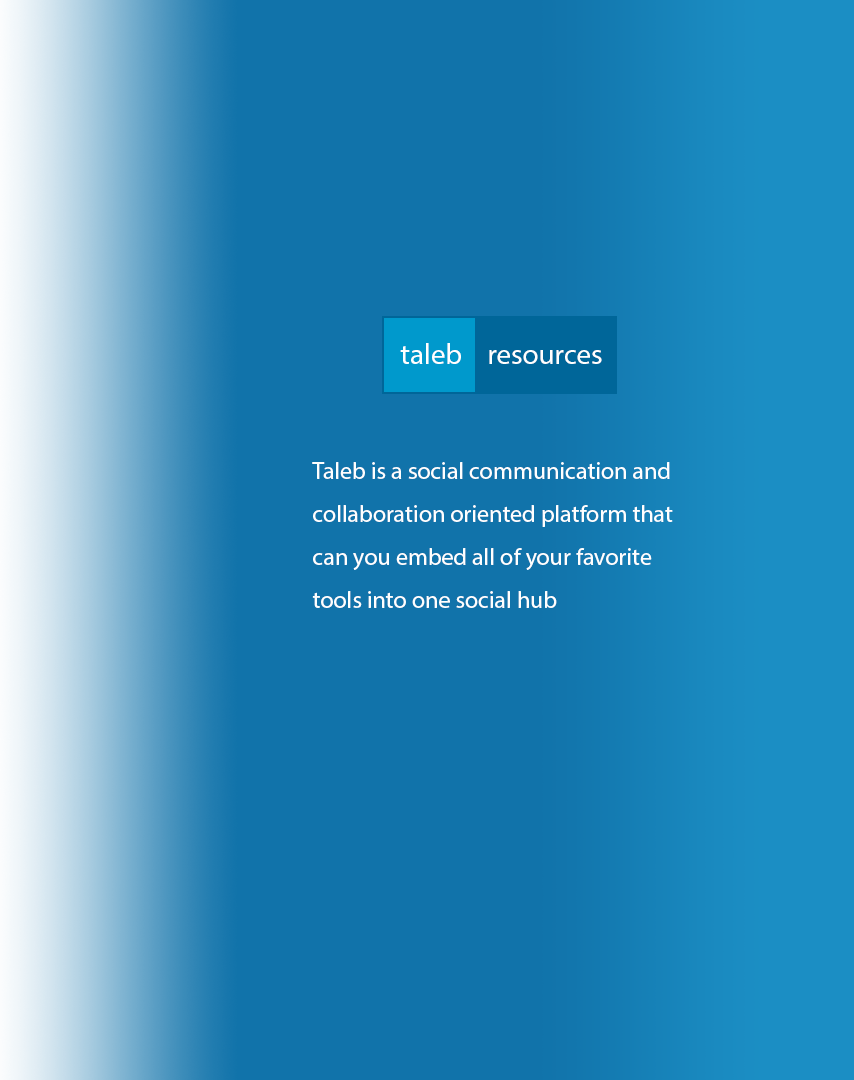 taleb resources
Taleb is a social communication and
collaboration oriented platform that
can you embed all of your favorite
tools into one social hub